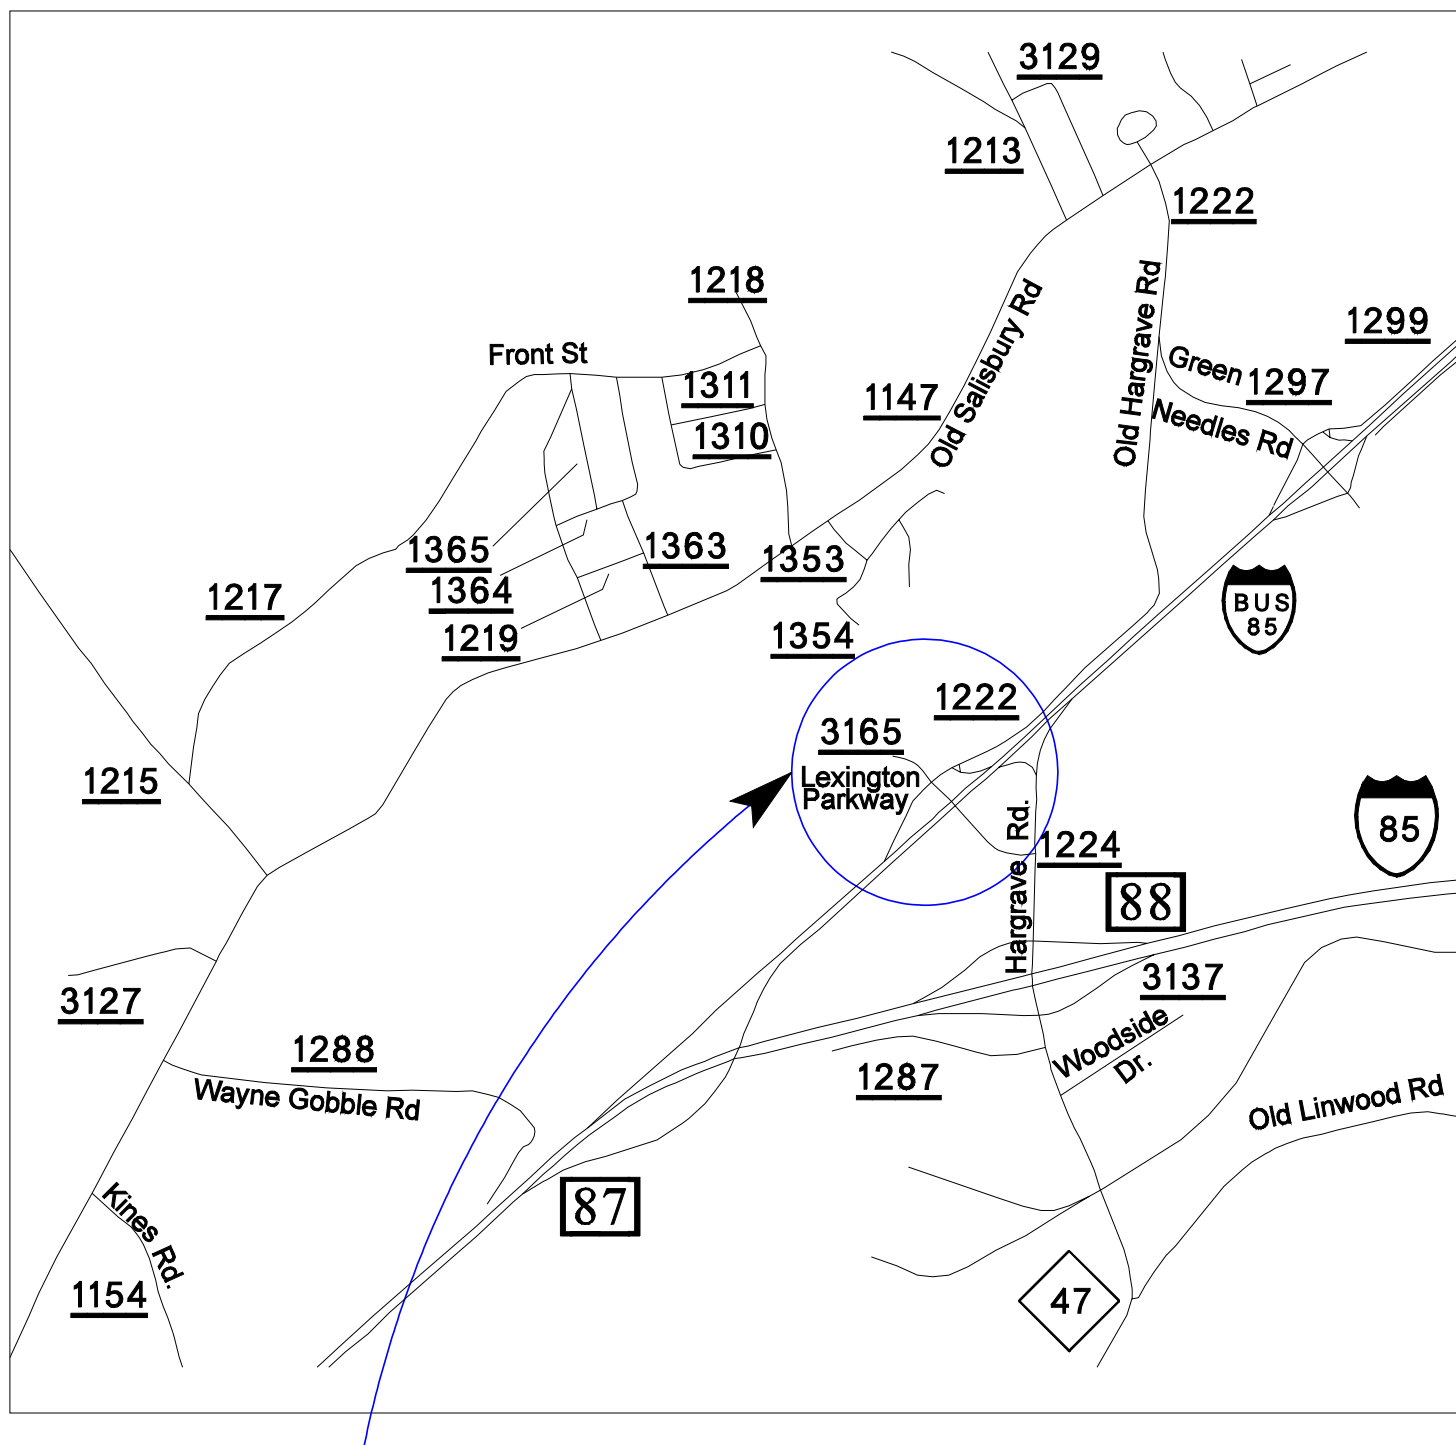 3129
1213
1222
1218
1299
Front St
Old Salisbury Rd
Old Hargrave Rd
Green
1311
1297
1147
Needles Rd
1310
1365
1363
1353
1364
1217
BUS
85
1219
1354
1222
3165
Lexington
Parkway
1215
Hargrave Rd.
1224
85
88
3127
3137
1288
Woodside
Dr.
1287
Wayne Gobble Rd
Old Linwood Rd
87
Kines Rd.
1154
47